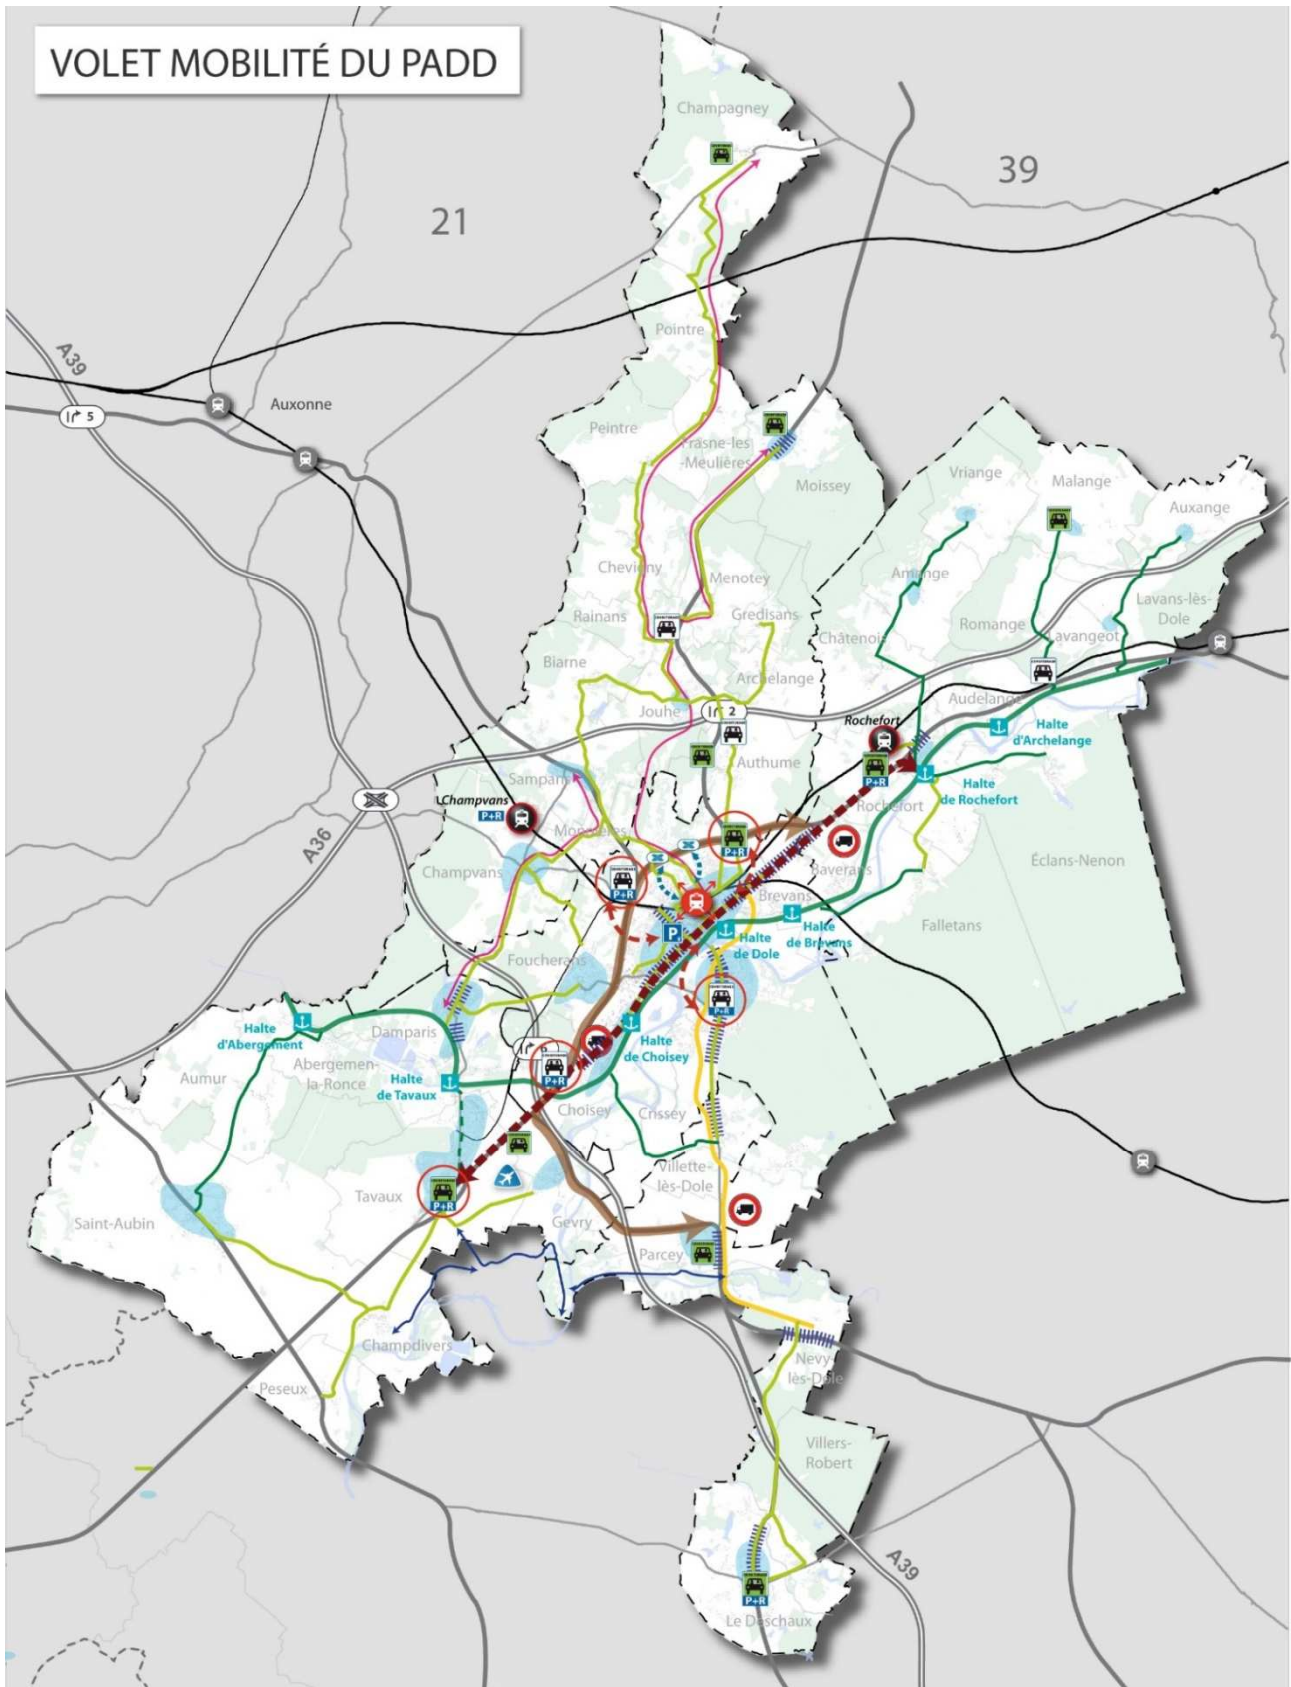 VOLET MOBILITÉ DU PADD
Champagney
39
21
Pointre
A39
5
Auxonne
Peintre
Frasne-les
-Meulières
Moissey
Vriange
Malange
Auxange
Chevigny
Menotey
Amange
Rainans
Gredisans
Châtenois
Romange
Lavangeot
Lavans-lès-
Dole
Biarne
Archelange
Audelange
Jouhe
2
Rochefort
Halte
d'Archelange
Authume
Sampans
P+R
Halte
de Rochefort
Champvans
P+R
Rochefort
A36
Monnières
P+R
Éclans-Nenon
Champvans
P+R
Baverans
Brevans
Falletans
P
Halte
de Dole
Halte
de Brevans
Foucherans
P+R
Halte
d'Abergement
Damparis
Halte
de Choisey
6
Aumur
Abergement-
la-Ronce
Halte
de Tavaux
P+R
Choisey
Crissey
Villette-
lès-Dole
Tavaux
P+R
Saint-Aubin
Gevry
Parcey
Champdivers
Peseux
Nevy-
lès-Dole
Villers-
Robert
A39
P+R
Le Deschaux